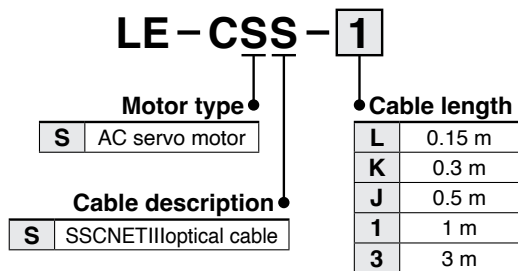 LE-CSS-1
Motor type
S AC servo motor
Cable description
S SSCNETIIIoptical cable
Cable length
L 0.15 m
K 0.3 m
J 0.5 m
1 1 m
3 3 m